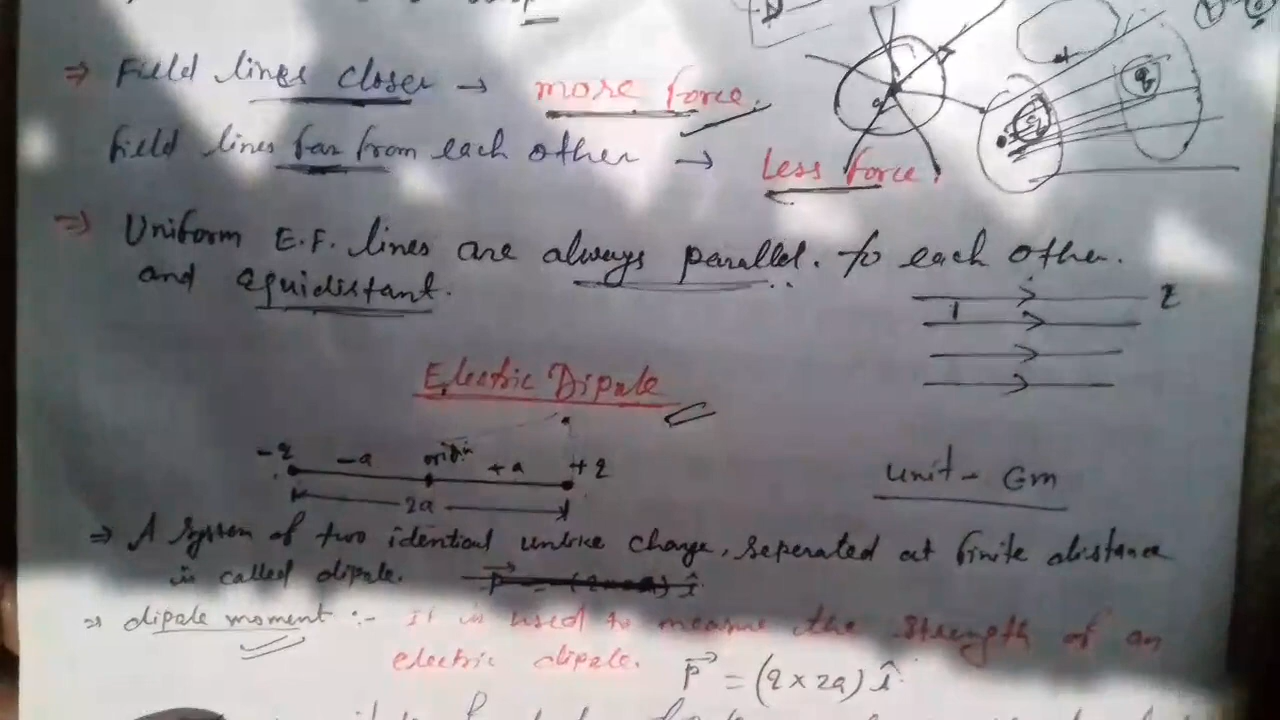 ⇒ Field lines closer → more force.
field lines far from each other → Less force.
⇒ Uniform E.F. lines are always parallel. to each other.
and equidistant.
E
Electric Dipole
-q -a origin +a +q
2a
unit - Cm
⇒ A system of two identical unlike charge, seperated at finite distance
is called dipole.
⇒ dipole moment :- It is used to measure the strength of an
electric dipole. P⃗ = (q × 2a) î